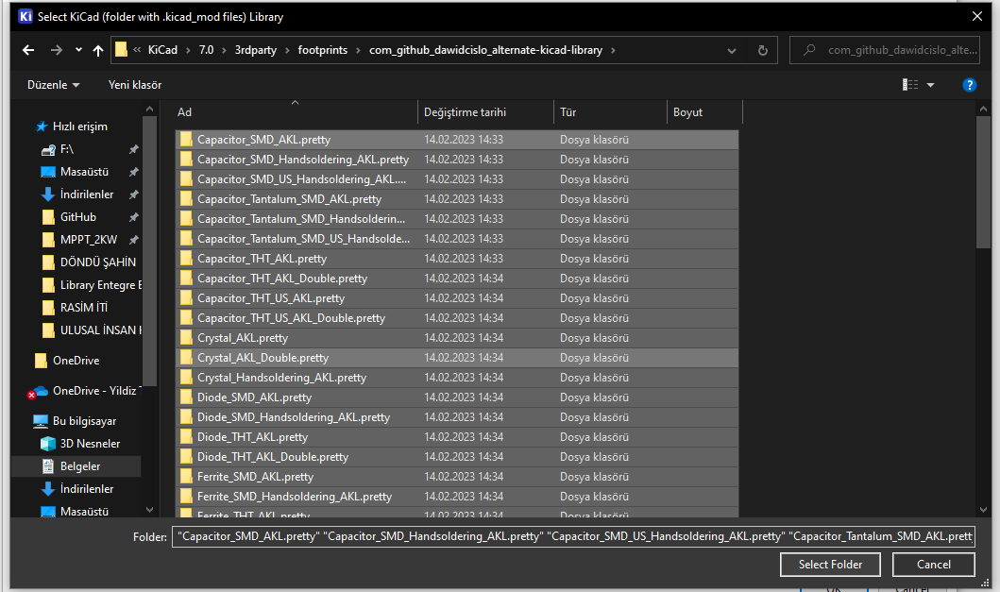 Select KiCad (folder with .kicad_mod files) Library
« KiCad › 7.0 › 3rdparty › footprints › com_github_dawidcislo_alternate-kicad-library ›
com_github_dawidcislo_alte...
Düzenle
Yeni klasör
Ad Değiştirme tarihi Tür Boyut
Hızlı erişim
F:\
Masaüstü
İndirilenler
GitHub
MPPT_2KW
DÖNDÜ ŞAHİN
Library Entegre E
RASİM İTİ
ULUSAL İNSAN
OneDrive
OneDrive - Yildiz
Bu bilgisayar
3D Nesneler
Belgeler
İndirilenler
Masaüstü
Capacitor_SMD_AKL.pretty 14.02.2023 14:33 Dosya klasörü
Capacitor_SMD_Handsoldering_AKL.pretty 14.02.2023 14:33 Dosya klasörü
Capacitor_SMD_US_Handsoldering_AKL.... 14.02.2023 14:33 Dosya klasörü
Capacitor_Tantalum_SMD_AKL.pretty 14.02.2023 14:33 Dosya klasörü
Capacitor_Tantalum_SMD_Handsolderin... 14.02.2023 14:33 Dosya klasörü
Capacitor_Tantalum_SMD_US_Handsolde... 14.02.2023 14:33 Dosya klasörü
Capacitor_THT_AKL.pretty 14.02.2023 14:33 Dosya klasörü
Capacitor_THT_AKL_Double.pretty 14.02.2023 14:34 Dosya klasörü
Capacitor_THT_US_AKL.pretty 14.02.2023 14:34 Dosya klasörü
Capacitor_THT_US_AKL_Double.pretty 14.02.2023 14:34 Dosya klasörü
Crystal_AKL.pretty 14.02.2023 14:34 Dosya klasörü
Crystal_AKL_Double.pretty 14.02.2023 14:34 Dosya klasörü
Crystal_Handsoldering_AKL.pretty 14.02.2023 14:34 Dosya klasörü
Diode_SMD_AKL.pretty 14.02.2023 14:34 Dosya klasörü
Diode_SMD_Handsoldering_AKL.pretty 14.02.2023 14:34 Dosya klasörü
Diode_THT_AKL.pretty 14.02.2023 14:34 Dosya klasörü
Diode_THT_AKL_Double.pretty 14.02.2023 14:34 Dosya klasörü
Ferrite_SMD_AKL.pretty 14.02.2023 14:34 Dosya klasörü
Ferrite_SMD_Handsoldering_AKL.pretty 14.02.2023 14:34 Dosya klasörü
Ferrite_THT_AKL.pretty 14.02.2023 14:34 Dosya klasörü
Folder: "Capacitor_SMD_AKL.pretty" "Capacitor_SMD_Handsoldering_AKL.pretty" "Capacitor_SMD_US_Handsoldering_AKL.pretty" "Capacitor_Tantalum_SMD_AKL.prett
Select Folder
Cancel
OK
Cancel